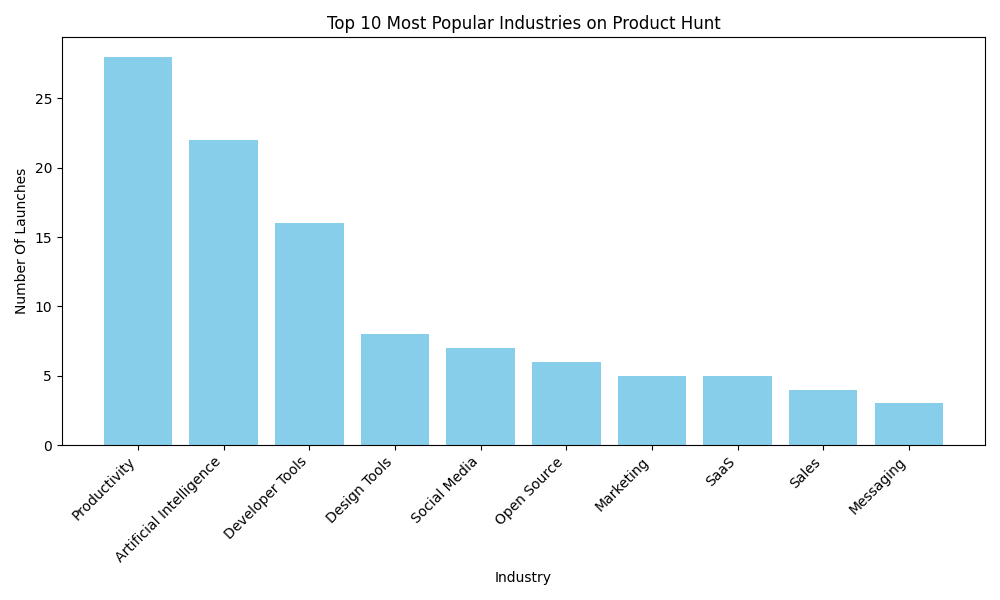 Top 10 Most Popular Industries on Product Hunt
Number Of Launches
25
20
15
10
5
0
Productivity
Artificial Intelligence
Developer Tools
Design Tools
Social Media
Open Source
Marketing
SaaS
Sales
Messaging
Industry